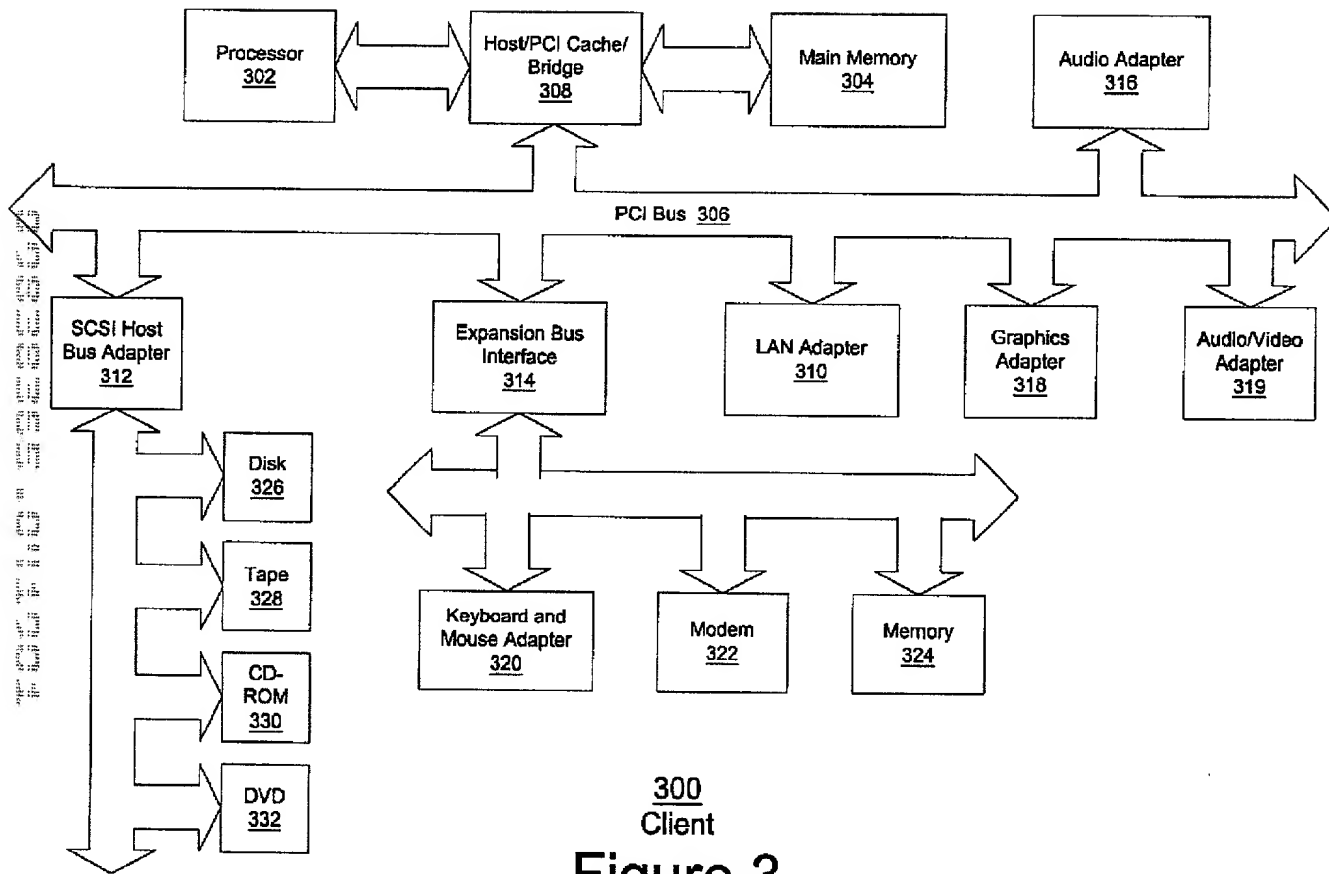 Processor
302
Host/PCI Cache/
Bridge
308
Main Memory
304
Audio Adapter
316
PCI Bus 306
SCSI Host
Bus Adapter
312
Expansion Bus
Interface
314
LAN Adapter
310
Graphics
Adapter
318
Audio/Video
Adapter
319
Disk
326
Tape
328
CD-
ROM
330
DVD
332
Keyboard and
Mouse Adapter
320
Modem
322
Memory
324
300
Client
Figure 3